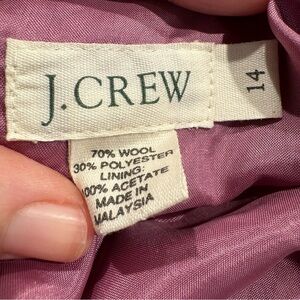 J.CREW
14
70% WOOL
30% POLYESTER
LINING:
100% ACETATE
MADE IN
MALAYSIA